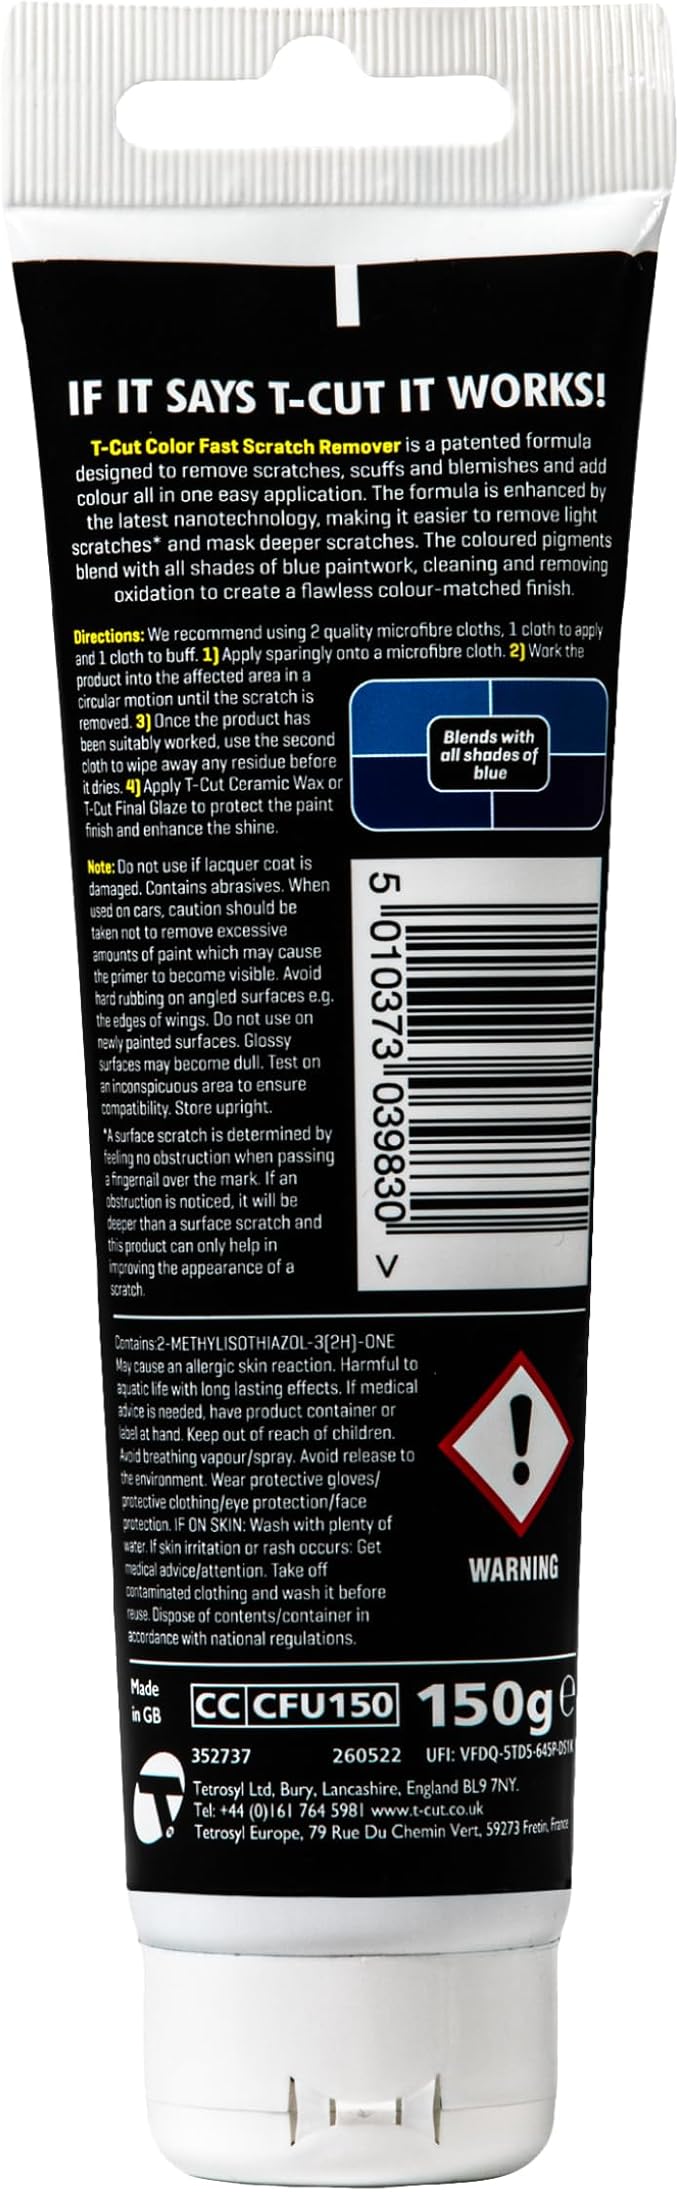 IF IT SAYS T-CUT IT WORKS!
T-Cut Color Fast Scratch Remover is a patented formula
designed to remove scratches, scuffs and blemishes and add
colour all in one easy application. The formula is enhanced by
the latest nanotechnology, making it easier to remove light
scratches* and mask deeper scratches. The coloured pigments
blend with all shades of blue paintwork, cleaning and removing
oxidation to create a flawless colour-matched finish.
Directions: We recommend using 2 quality microfibre cloths, 1 cloth to apply
and 1 cloth to buff. 1) Apply sparingly onto a microfibre cloth. 2) Work the
product into the affected area in a
circular motion until the scratch is
removed. 3) Once the product has
been suitably worked, use the second
cloth to wipe away any residue before
it dries. 4) Apply T-Cut Ceramic Wax or
T-Cut Final Glaze to protect the paint
finish and enhance the shine.
Blends with
all shades of
blue
Note: Do not use if lacquer coat is
damaged. Contains abrasives. When
used on cars, caution should be
taken not to remove excessive
amounts of paint which may cause
the primer to become visible. Avoid
hard rubbing on angled surfaces e.g.
the edges of wings. Do not use on
newly painted surfaces. Glossy
surfaces may become dull. Test on
an inconspicuous area to ensure
compatibility. Store upright.
*A surface scratch is determined by
feeling no obstruction when passing
a fingernail over the mark. If an
obstruction is noticed, it will be
deeper than a surface scratch and
this product can only help in
improving the appearance of a
scratch.
5 010373 039830 >
Contains:2-METHYLISOTHIAZOL-3(2H)-ONE
May cause an allergic skin reaction. Harmful to
aquatic life with long lasting effects. If medical
advice is needed, have product container or
label at hand. Keep out of reach of children.
Avoid breathing vapour/spray. Avoid release to
the environment. Wear protective gloves/
protective clothing/eye protection/face
protection. IF ON SKIN: Wash with plenty of
water. If skin irritation or rash occurs: Get
medical advice/attention. Take off
contaminated clothing and wash it before
reuse. Dispose of contents/container in
accordance with national regulations.
WARNING
Made
in GB
CC CFU150
150g e
352737 260522 UFI: VFDQ-5TD5-645P-DS1K
T
Tetrosyl Ltd, Bury, Lancashire, England BL9 7NY.
Tel: +44 (0)161 764 5981 www.t-cut.co.uk
Tetrosyl Europe, 79 Rue Du Chemin Vert, 59273 Fretin, France